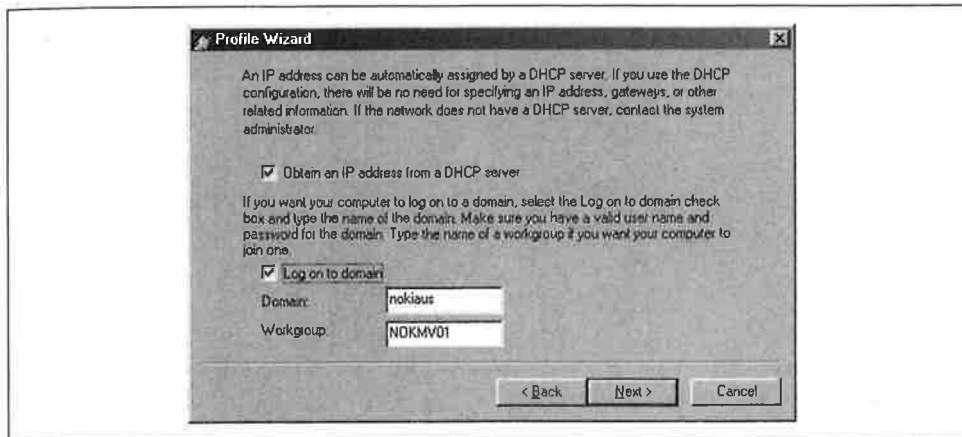 Profile Wizard
An IP address can be automatically assigned by a DHCP server. If you use the DHCP
configuration, there will be no need for specifying an IP address, gateways, or other
related information. If the network does not have a DHCP server, contact the system
administrator.
Obtain an IP address from a DHCP server
If you want your computer to log on to a domain, select the Log on to domain check
box and type the name of the domain. Make sure you have a valid user name and
password for the domain. Type the name of a workgroup if you want your computer to
join one.
Log on to domain
Domain: nokiaus
Workgroup: NOKMV01
< Back Next > Cancel